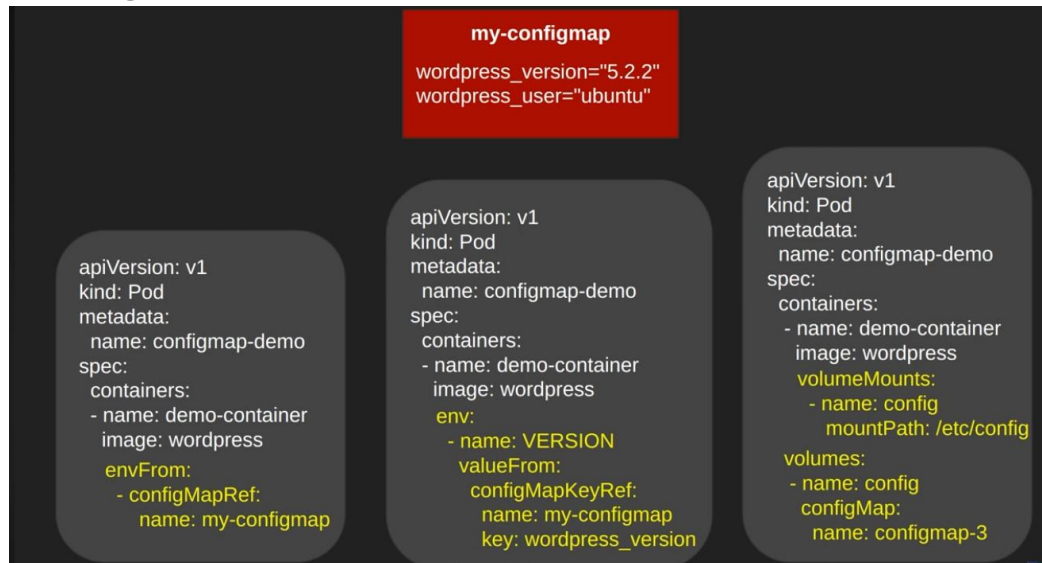 my-configmap
wordpress_version="5.2.2"
wordpress_user="ubuntu"
apiVersion: v1
kind: Pod
metadata:
name: configmap-demo
spec:
containers:
- name: demo-container
image: wordpress
envFrom:
- configMapRef:
name: my-configmap
apiVersion: v1
kind: Pod
metadata:
name: configmap-demo
spec:
containers:
- name: demo-container
image: wordpress
env:
- name: VERSION
valueFrom:
configMapKeyRef:
name: my-configmap
key: wordpress_version
apiVersion: v1
kind: Pod
metadata:
name: configmap-demo
spec:
containers:
- name: demo-container
image: wordpress
volumeMounts:
- name: config
mountPath: /etc/config
volumes:
- name: config
configMap:
name: configmap-3